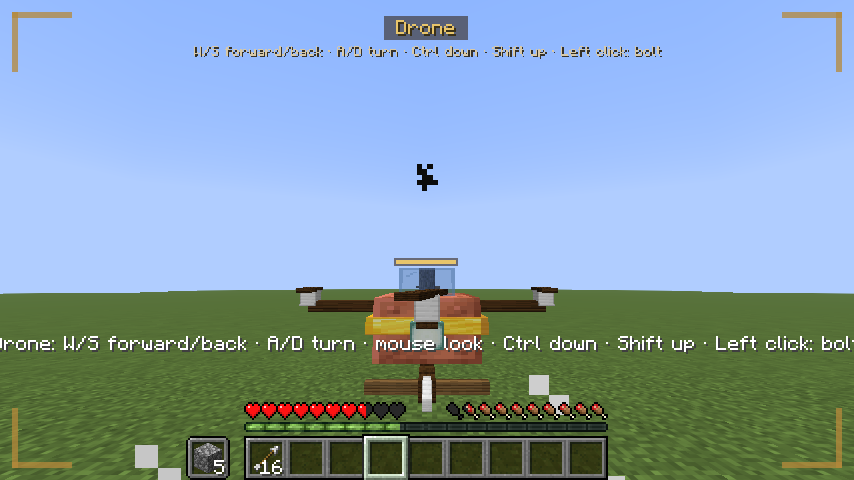 Drone
W/S forward/back · A/D turn · Ctrl down · Shift up · Left click: bolt
Drone: W/S forward/back · A/D turn · mouse look · Ctrl down · Shift up · Left click: bolt
5
16